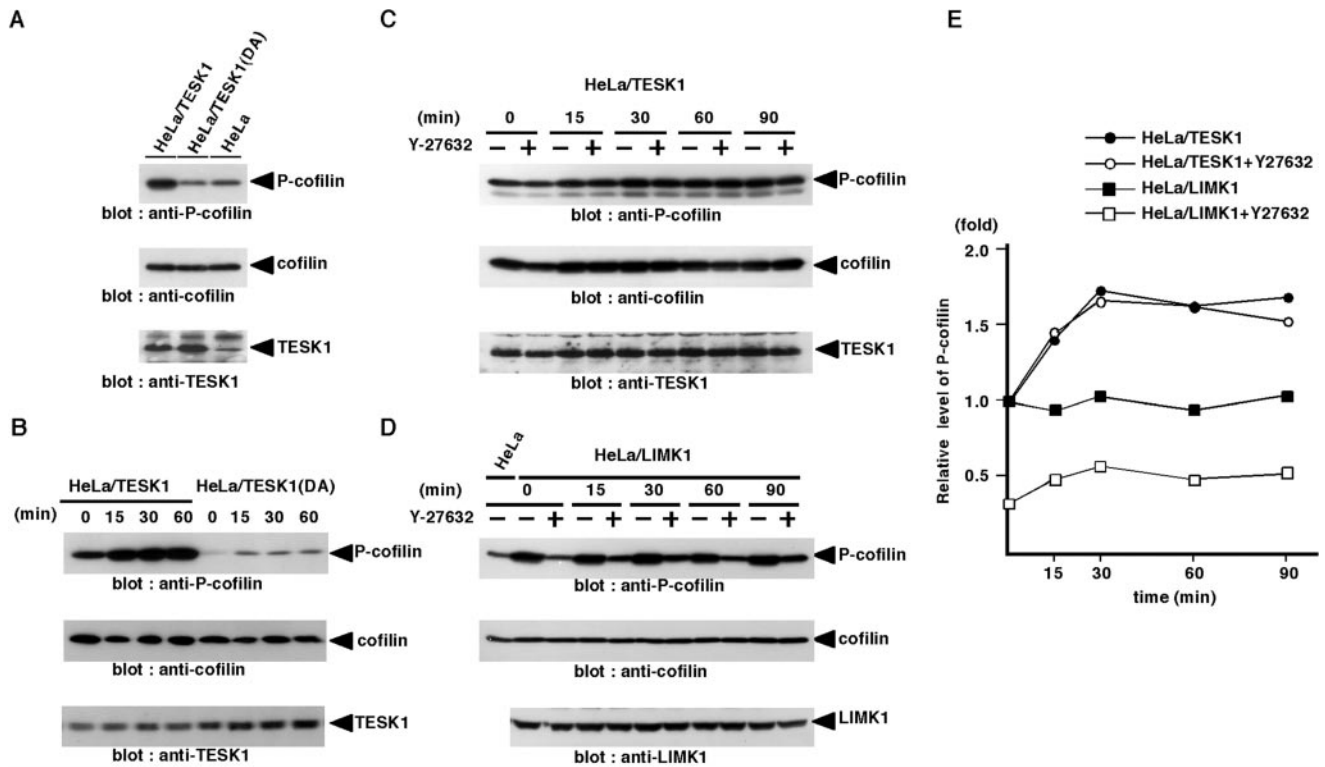 A
HeLa/TESK1
HeLa/TESK1(DA)
HeLa
P-cofilin
blot : anti-P-cofilin
cofilin
blot : anti-cofilin
TESK1
blot : anti-TESK1
B
HeLa/TESK1 HeLa/TESK1(DA)
(min) 0 15 30 60 0 15 30 60
P-cofilin
blot : anti-P-cofilin
cofilin
blot : anti-cofilin
TESK1
blot : anti-TESK1
C
HeLa/TESK1
(min) 0 15 30 60 90
Y-27632 − + − + − + − + − +
P-cofilin
blot : anti-P-cofilin
cofilin
blot : anti-cofilin
TESK1
blot : anti-TESK1
D
HeLa
HeLa/LIMK1
(min) 0 15 30 60 90
Y-27632 − − + − + − + − + − +
P-cofilin
blot : anti-P-cofilin
cofilin
blot : anti-cofilin
LIMK1
blot : anti-LIMK1
E
HeLa/TESK1
HeLa/TESK1+Y27632
HeLa/LIMK1
HeLa/LIMK1+Y27632
(fold)
2.0
1.5
1.0
0.5
Relative level of P-cofilin
15 30 60 90
time (min)